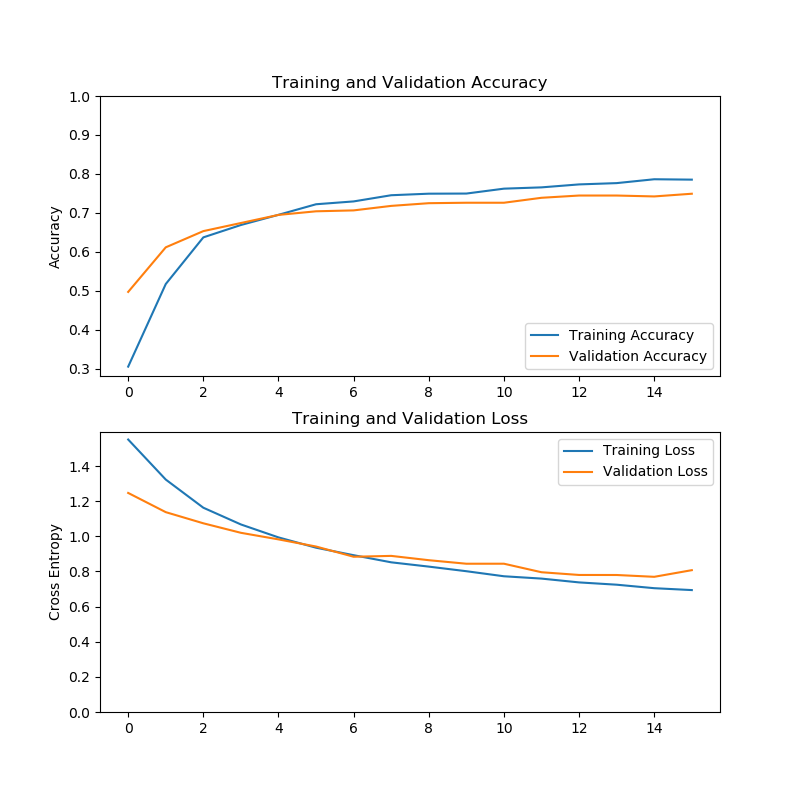 Training and Validation Accuracy
1.0
0.9
0.8
0.7
0.6
0.5
0.4
0.3
Accuracy
Training Accuracy
Validation Accuracy
0 2 4 6 8 10 12 14
Training and Validation Loss
1.4
1.2
1.0
0.8
0.6
0.4
0.2
0.0
Cross Entropy
Training Loss
Validation Loss
0 2 4 6 8 10 12 14